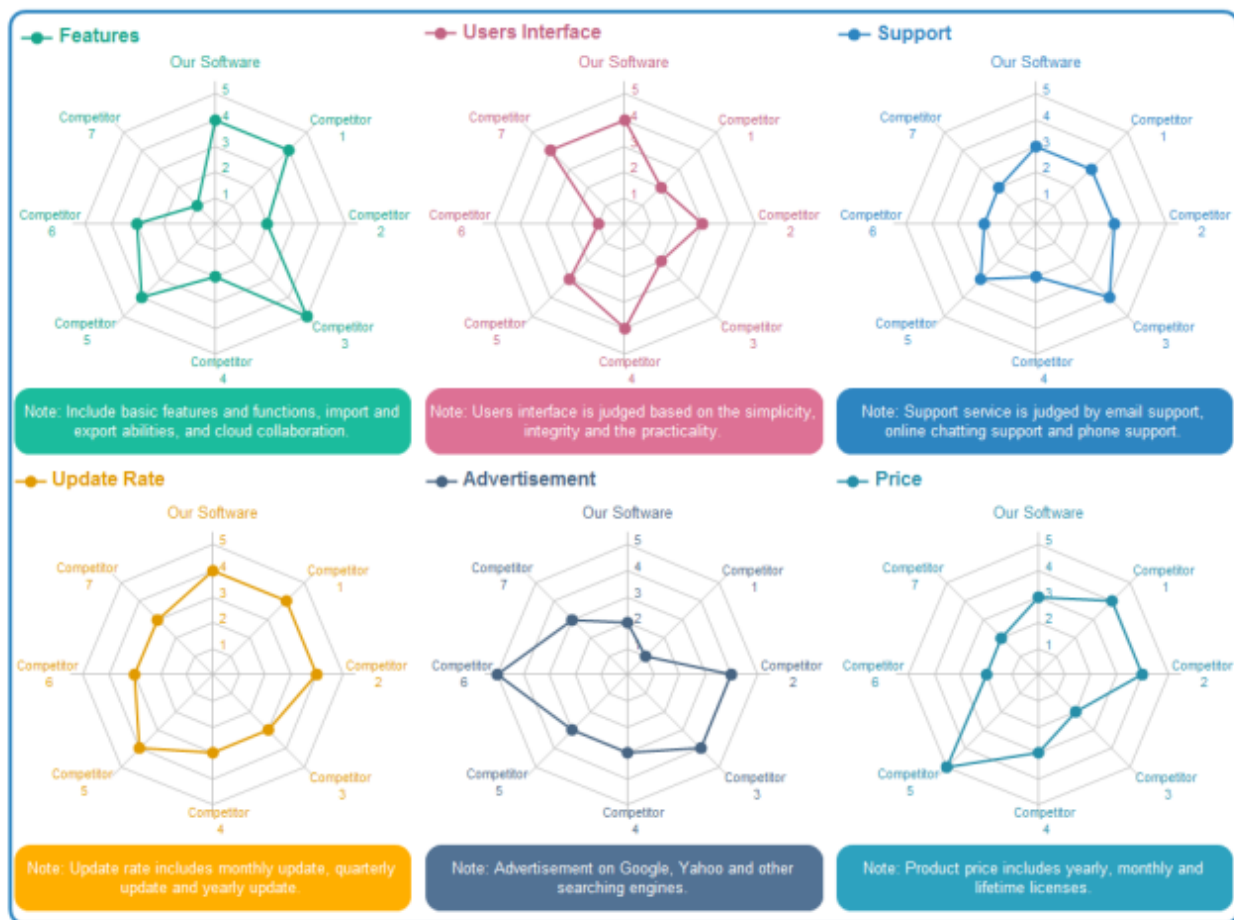 Features
Our Software
5
4
3
2
1
Competitor
1
Competitor
2
Competitor
3
Competitor
4
Competitor
5
Competitor
6
Competitor
7
Note: Include basic features and functions, import and
export abilities, and cloud collaboration.
Users Interface
Our Software
5
4
3
2
1
Competitor
1
Competitor
2
Competitor
3
Competitor
4
Competitor
5
Competitor
6
Competitor
7
Note: Users interface is judged based on the simplicity,
integrity and the practicality.
Support
Our Software
5
4
3
2
1
Competitor
1
Competitor
2
Competitor
3
Competitor
4
Competitor
5
Competitor
6
Competitor
7
Note: Support service is judged by email support,
online chatting support and phone support.
Update Rate
Our Software
5
4
3
2
1
Competitor
1
Competitor
2
Competitor
3
Competitor
4
Competitor
5
Competitor
6
Competitor
7
Note: Update rate includes monthly update, quarterly
update and yearly update.
Advertisement
Our Software
5
4
3
2
1
Competitor
1
Competitor
2
Competitor
3
Competitor
4
Competitor
5
Competitor
6
Competitor
7
Note: Advertisement on Google, Yahoo and other
searching engines.
Price
Our Software
5
4
3
2
1
Competitor
1
Competitor
2
Competitor
3
Competitor
4
Competitor
5
Competitor
6
Competitor
7
Note: Product price includes yearly, monthly and
lifetime licenses.